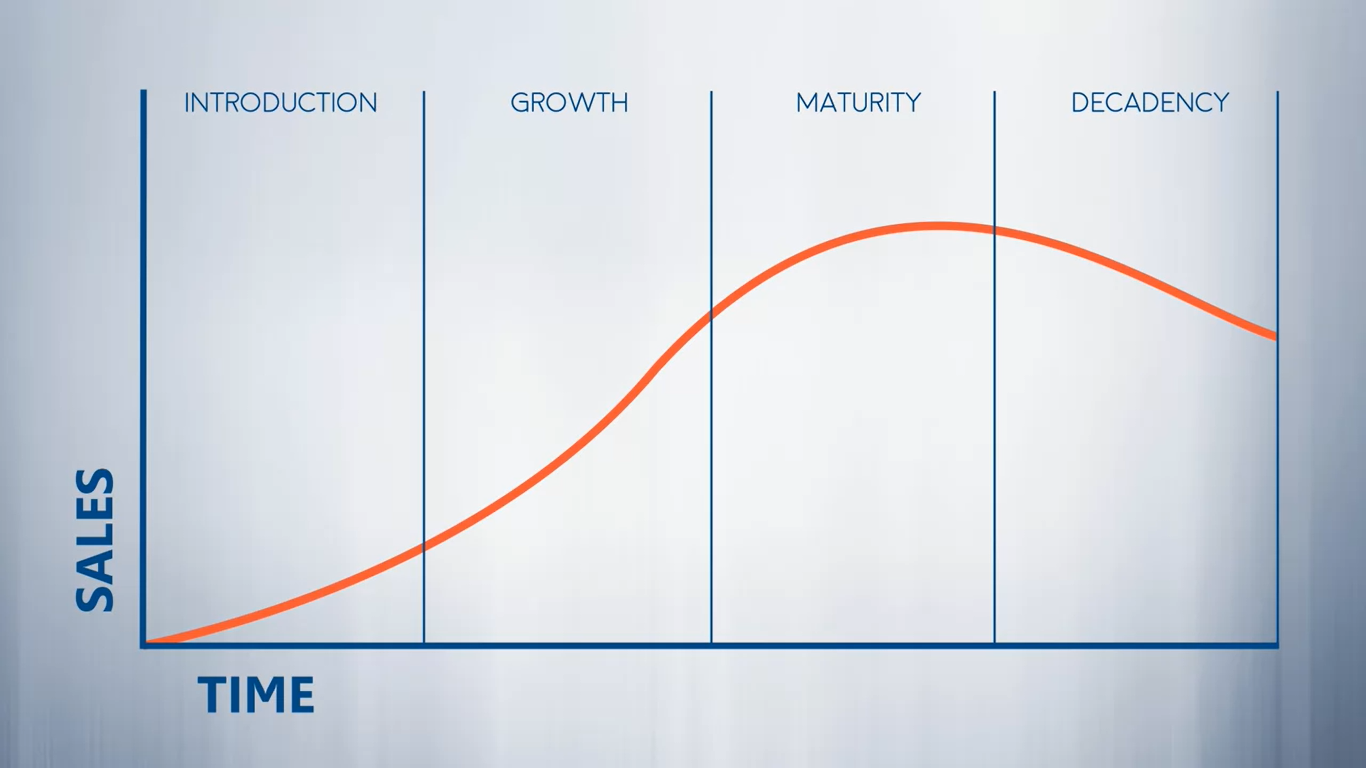 INTRODUCTION
GROWTH
MATURITY
DECADENCY
SALES
TIME